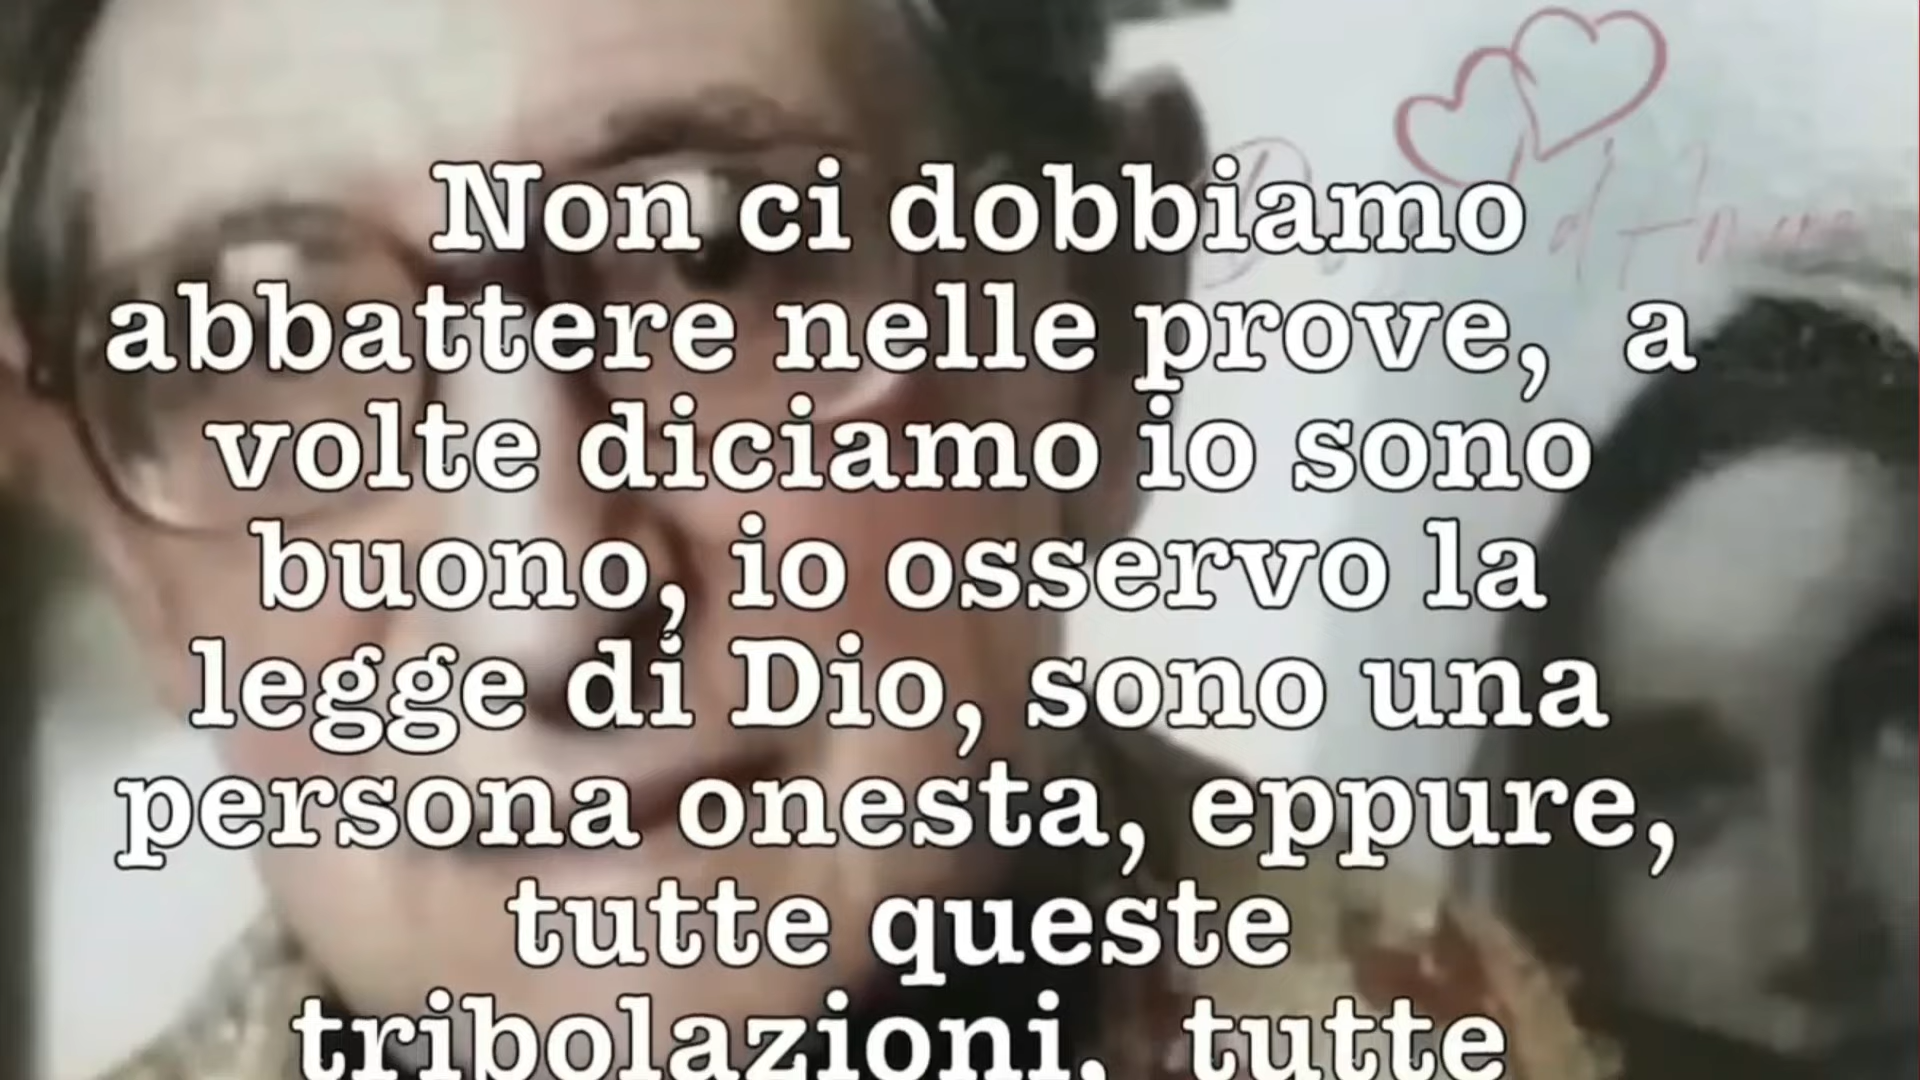 Non ci dobbiamo
abbattere nelle prove, a
volte diciamo io sono
buono, io osservo la
legge di Dio, sono una
persona onesta, eppure,
tutte queste
tribolazioni, tutte